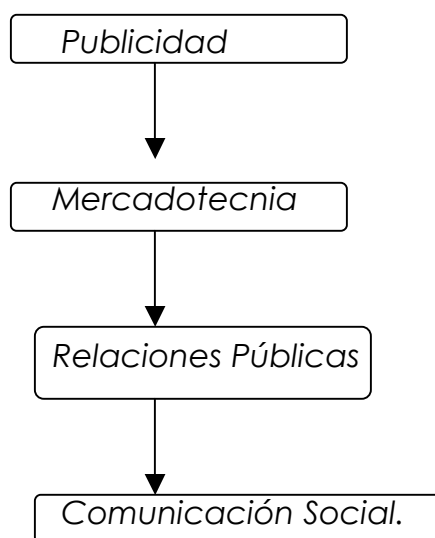 Publicidad
Mercadotecnia
Relaciones Públicas
Comunicación Social.